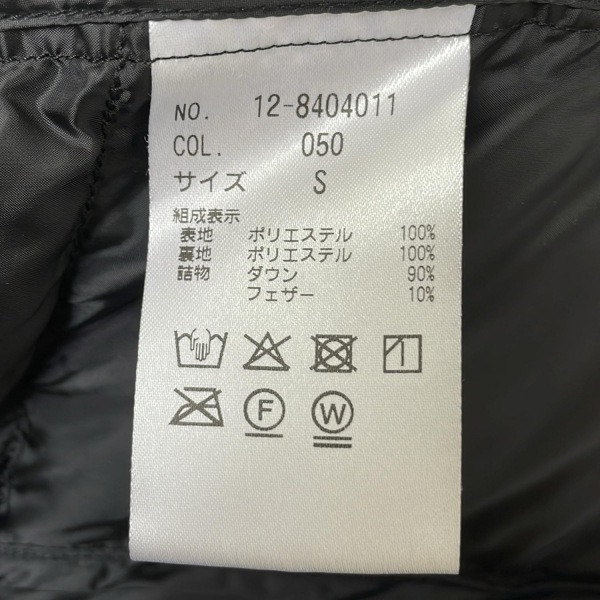 NO. 12-8404011
COL. 050
サイズ S
組成表示
表地 ポリエステル 100%
裏地 ポリエステル 100%
詰物 ダウン 90%
フェザー 10%
F W